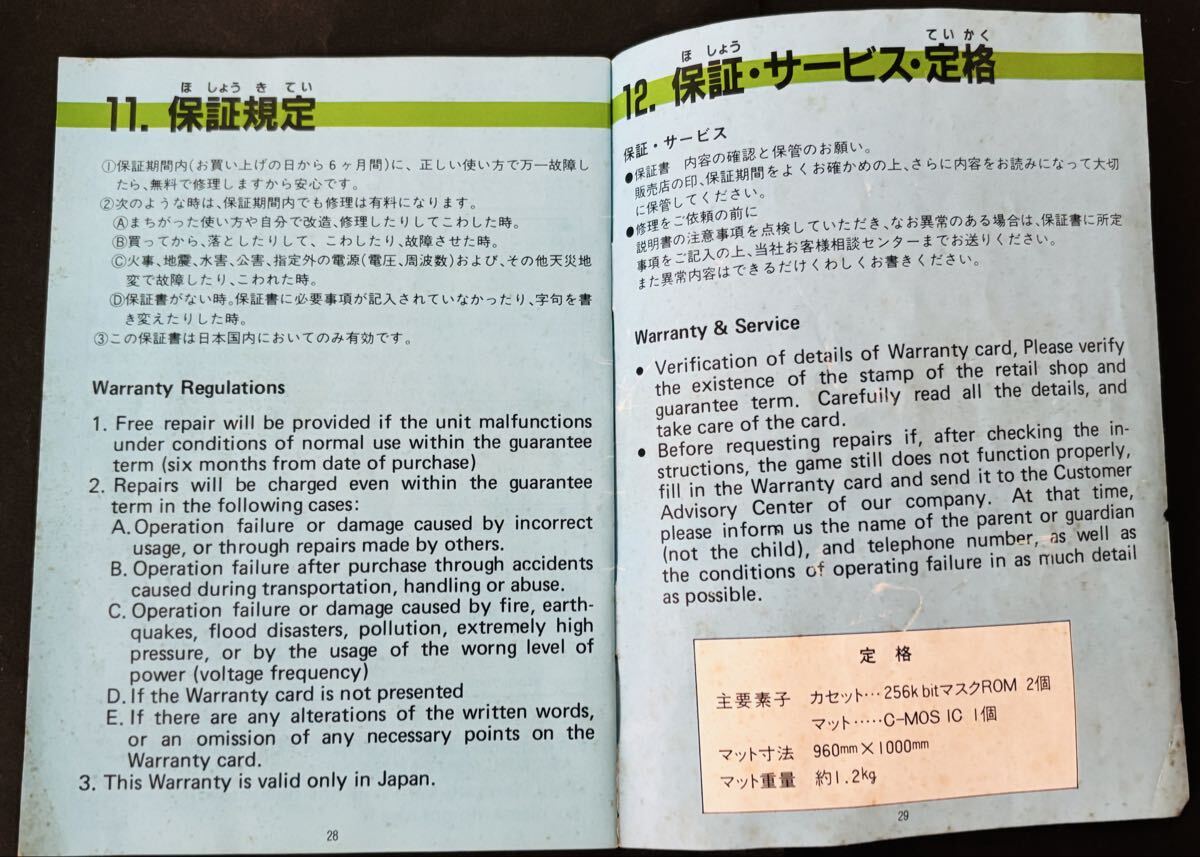 ほしょうきてい
11. 保証規定
①保証期間内(お買い上げの日から6ヶ月間)に、正しい使い方で万一故障し
たら、無料で修理しますから安心です。
②次のような時は、保証期間内でも修理は有料になります。
Ⓐまちがった使い方や自分で改造、修理したりしてこわした時。
Ⓑ買ってから、落としたりして、こわしたり、故障させた時。
Ⓒ火事、地震、水害、公害、指定外の電源(電圧、周波数)および、その他天災地
変で故障したり、こわれた時。
Ⓓ保証書がない時。保証書に必要事項が記入されていなかったり、字句を書
き変えたりした時。
③この保証書は日本国内においてのみ有効です。
Warranty Regulations
1. Free repair will be provided if the unit malfunctions
under conditions of normal use within the guarantee
term (six months from date of purchase)
2. Repairs will be charged even within the guarantee
term in the following cases:
A. Operation failure or damage caused by incorrect
usage, or through repairs made by others.
B. Operation failure after purchase through accidents
caused during transportation, handling or abuse.
C. Operation failure or damage caused by fire, earth-
quakes, flood disasters, pollution, extremely high
pressure, or by the usage of the worng level of
power (voltage frequency)
D. If the Warranty card is not presented
E. If there are any alterations of the written words,
or an omission of any necessary points on the
Warranty card.
3. This Warranty is valid only in Japan.
28
ほしょう ていかく
12. 保証・サービス・定格
保証・サービス
●保証書 内容の確認と保管のお願い。
販売店の印、保証期間をよくお確かめの上、さらに内容をお読みになって大切
に保管してください。
●修理をご依頼の前に
説明書の注意事項を点検していただき、なお異常のある場合は、保証書に所定
事項をご記入の上、当社お客様相談センターまでお送りください。
また異常内容はできるだけくわしくお書きください。
Warranty & Service
● Verification of details of Warranty card, Please verify
the existence of the stamp of the retail shop and
guarantee term. Carefully read all the details, and
take care of the card.
● Before requesting repairs if, after checking the in-
structions, the game still does not function properly,
fill in the Warranty card and send it to the Customer
Advisory Center of our company. At that time,
please inform us the name of the parent or guardian
(not the child), and telephone number, as well as
the conditions of operating failure in as much detail
as possible.
定格
主要素子 カセット…256k bitマスクROM 2個
マット……C-MOS IC 1個
マット寸法 960mm×1000mm
マット重量 約1.2kg
29